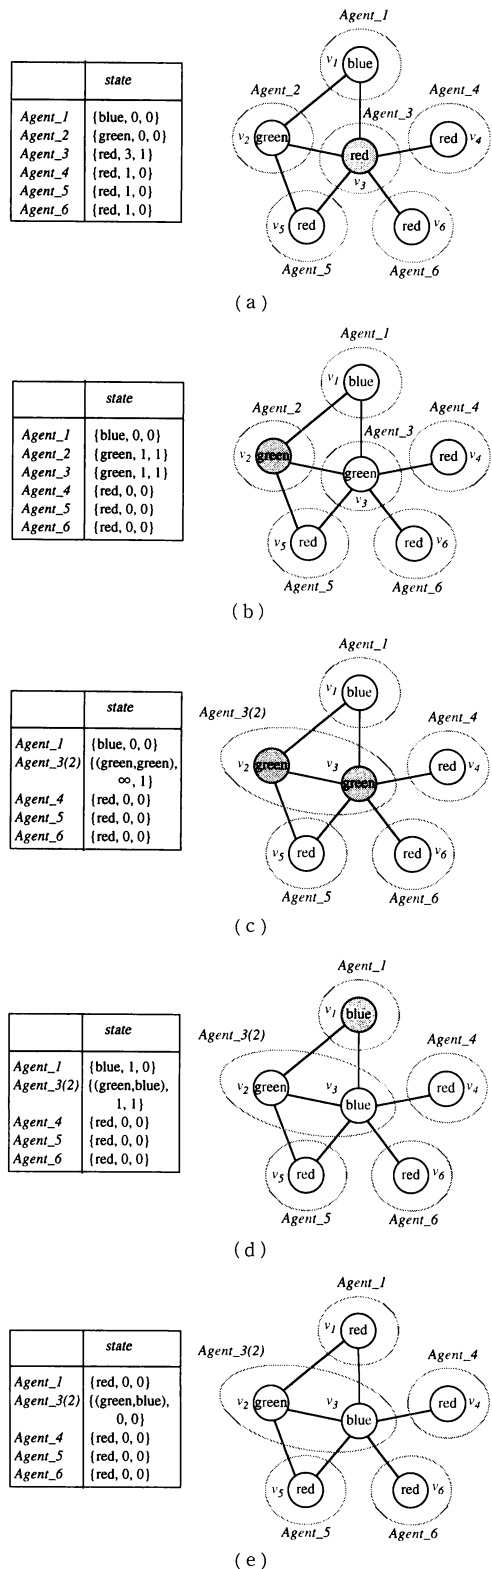 state
Agent_1 {blue, 0, 0}
Agent_2 {green, 0, 0}
Agent_3 {red, 3, 1}
Agent_4 {red, 1, 0}
Agent_5 {red, 1, 0}
Agent_6 {red, 1, 0}
Agent_1
v1 blue
Agent_2
Agent_3
Agent_4
v2 green
red
v3
red v4
v5 red
red v6
Agent_5
Agent_6
(a)
state
Agent_1 {blue, 0, 0}
Agent_2 {green, 1, 1}
Agent_3 {green, 1, 1}
Agent_4 {red, 0, 0}
Agent_5 {red, 0, 0}
Agent_6 {red, 0, 0}
Agent_1
v1 blue
Agent_2
Agent_3
Agent_4
v2 green
green
v3
red v4
v5 red
red v6
Agent_5
Agent_6
(b)
state
Agent_1 {blue, 0, 0}
Agent_3(2) {(green,green),
∞, 1}
Agent_4 {red, 0, 0}
Agent_5 {red, 0, 0}
Agent_6 {red, 0, 0}
Agent_1
v1 blue
Agent_3(2)
Agent_4
v2 green
v3 green
red v4
v5 red
red v6
Agent_5
Agent_6
(c)
state
Agent_1 {blue, 1, 0}
Agent_3(2) {(green,blue),
1, 1}
Agent_4 {red, 0, 0}
Agent_5 {red, 0, 0}
Agent_6 {red, 0, 0}
Agent_1
v1 blue
Agent_3(2)
Agent_4
v2 green
v3 blue
red v4
v5 red
red v6
Agent_5
Agent_6
(d)
state
Agent_1 {red, 0, 0}
Agent_3(2) {(green,blue),
0, 0}
Agent_4 {red, 0, 0}
Agent_5 {red, 0, 0}
Agent_6 {red, 0, 0}
Agent_1
v1 red
Agent_3(2)
Agent_4
v2 green
v3 blue
red v4
v5 red
red v6
Agent_5
Agent_6
(e)